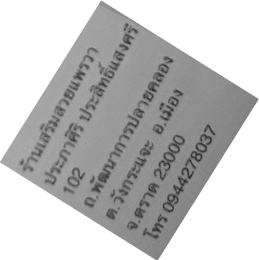 ร้านเสริมสวยแพรวา
ประภาศิริ ประสิทธิ์แสงศรี
102
ถ.พัฒนาการปลายคลอง
ต.วังกระแจะ อ.เมือง
จ.ตราด 23000
โทร 0944278037